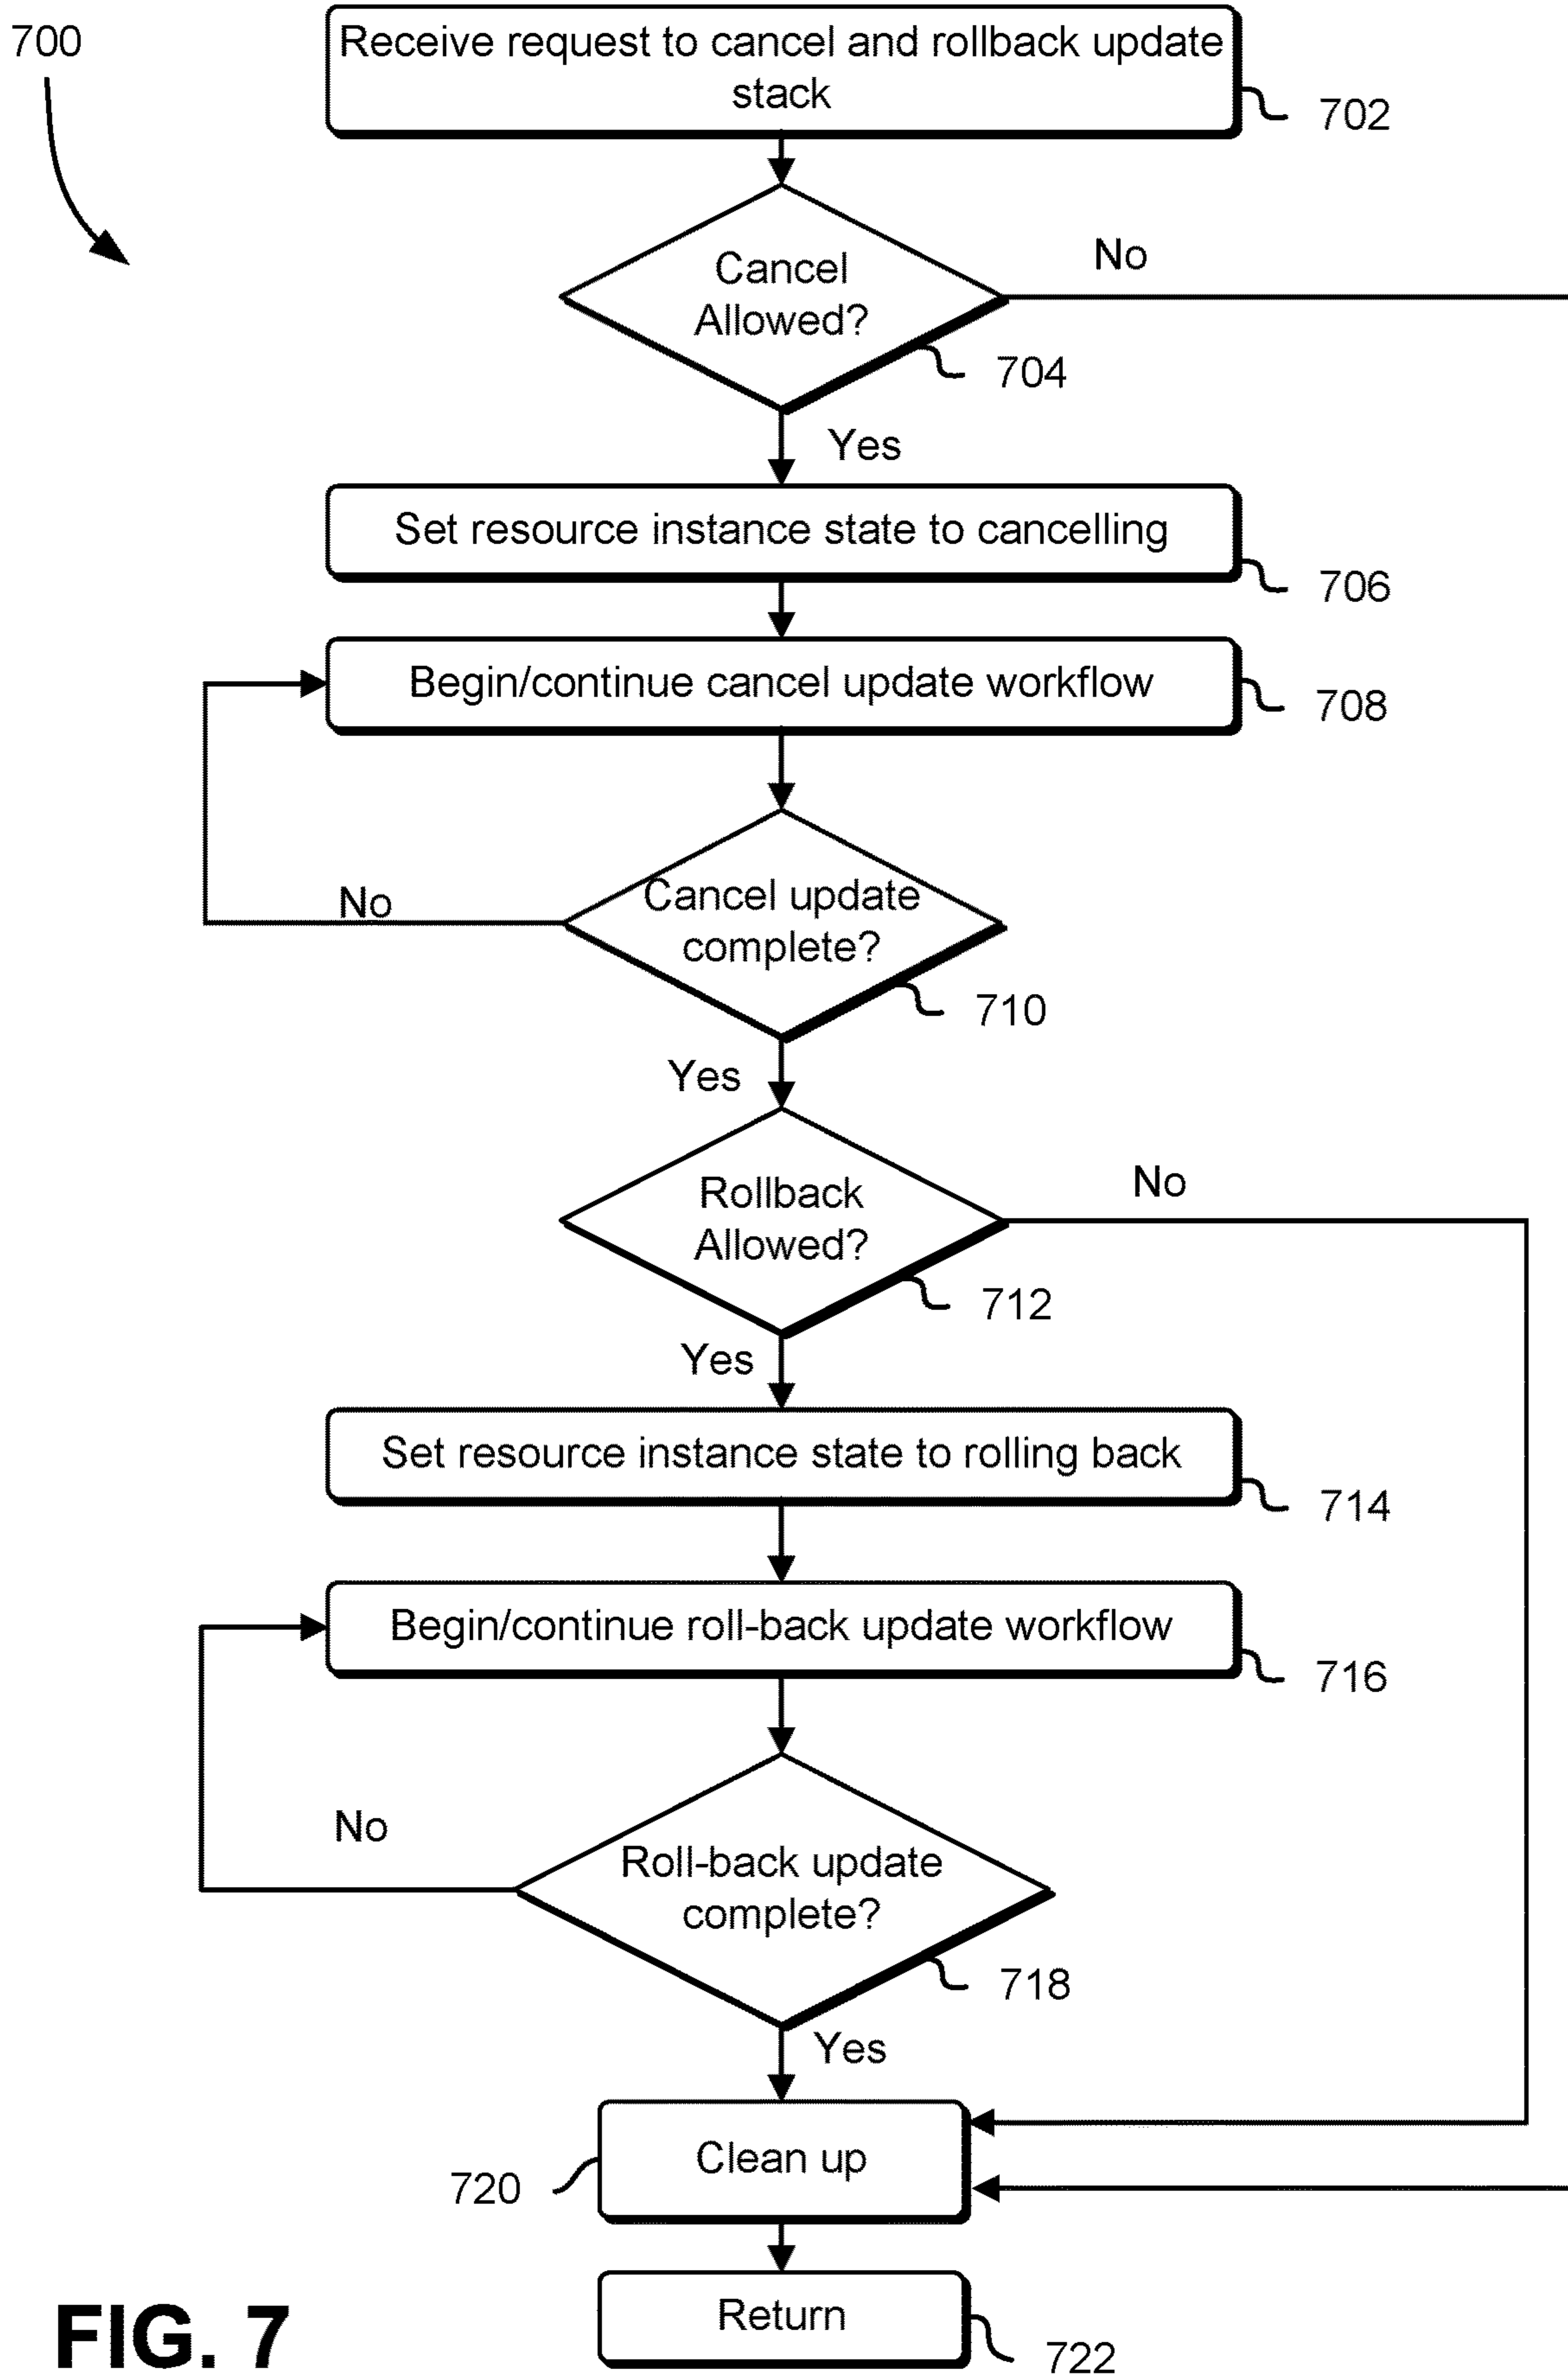 700
Receive request to cancel and rollback update
stack
702
Cancel
Allowed?
No
704
Yes
Set resource instance state to cancelling
706
Begin/continue cancel update workflow
708
No
Cancel update
complete?
710
Yes
Rollback
Allowed?
No
712
Yes
Set resource instance state to rolling back
714
Begin/continue roll-back update workflow
716
No
Roll-back update
complete?
718
Yes
Clean up
720
Return
722
FIG. 7